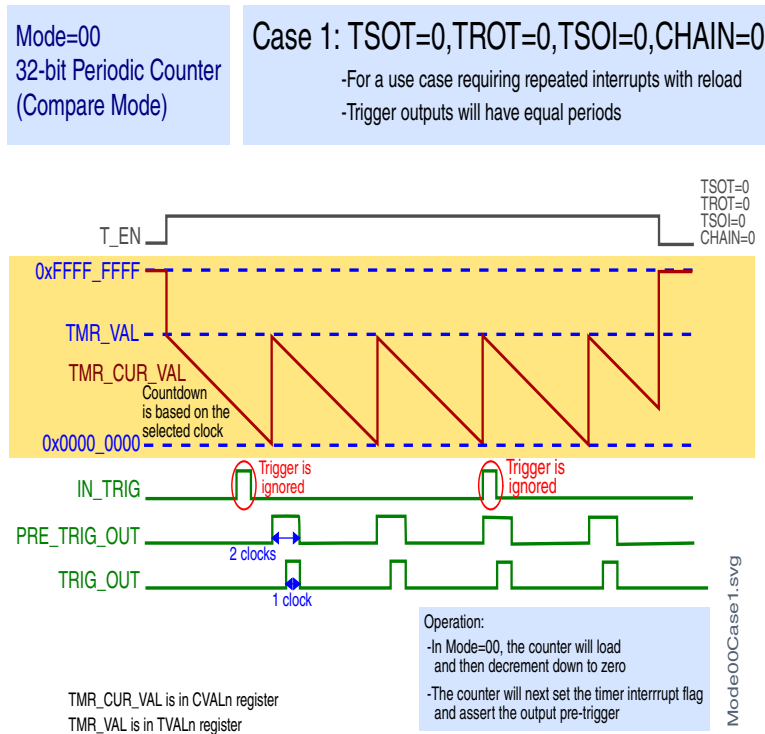 Mode=00
32-bit Periodic Counter
(Compare Mode)
Case 1: TSOT=0,TROT=0,TSOI=0,CHAIN=0
-For a use case requiring repeated interrupts with reload
-Trigger outputs will have equal periods
TSOT=0
TROT=0
TSOI=0
CHAIN=0
T_EN
0xFFFF_FFFF
TMR_VAL
TMR_CUR_VAL
Countdown
is based on the
selected clock
0x0000_0000
Trigger is
ignored
Trigger is
ignored
IN_TRIG
PRE_TRIG_OUT
2 clocks
TRIG_OUT
1 clock
Operation:
-In Mode=00, the counter will load
and then decrement down to zero
-The counter will next set the timer interrrupt flag
and assert the output pre-trigger
TMR_CUR_VAL is in CVALn register
TMR_VAL is in TVALn register
Mode00Case1.svg